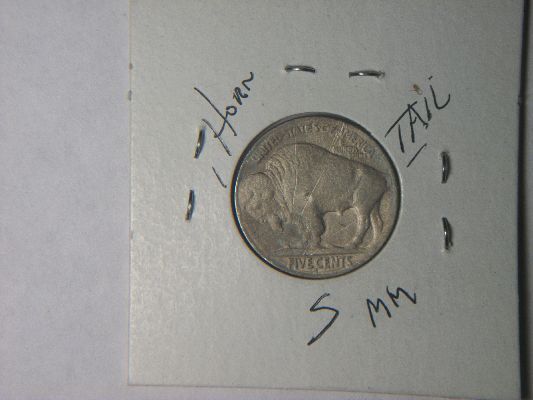 HORN
TAIL
UNITED STATES OF AMERICA
FIVE CENTS
S MM